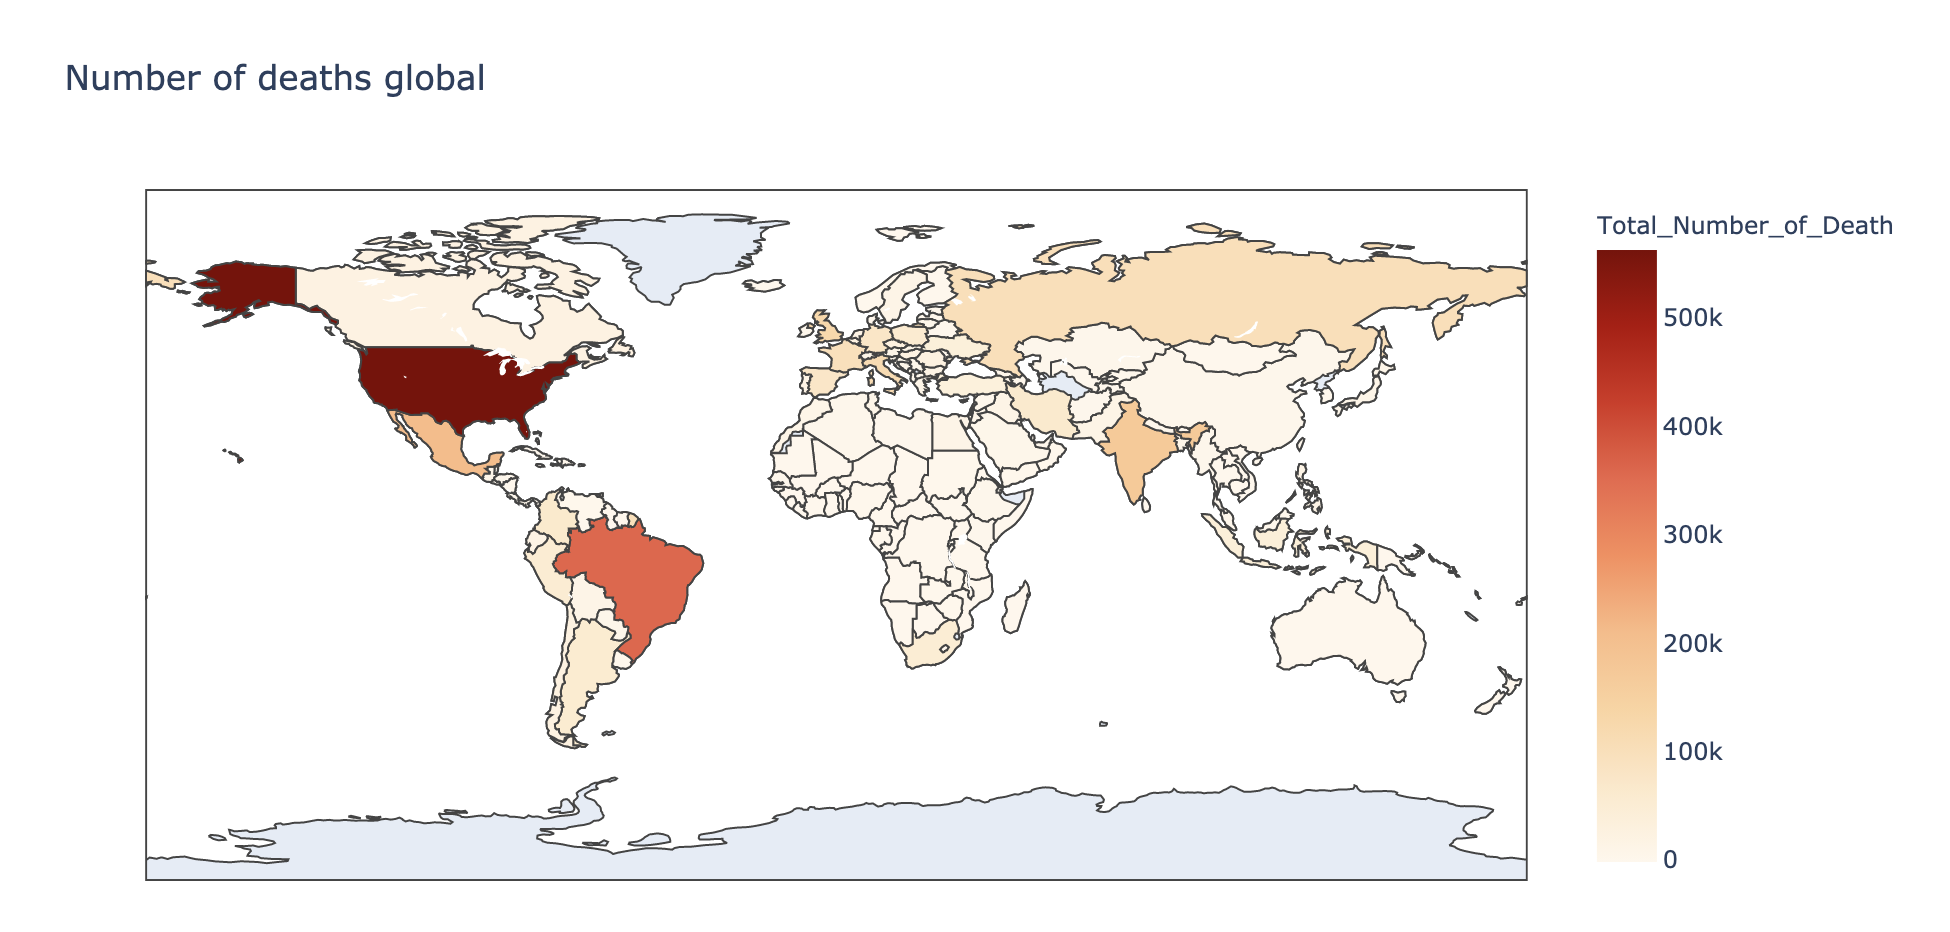 Number of deaths global
Total_Number_of_Death
500k
400k
300k
200k
100k
0